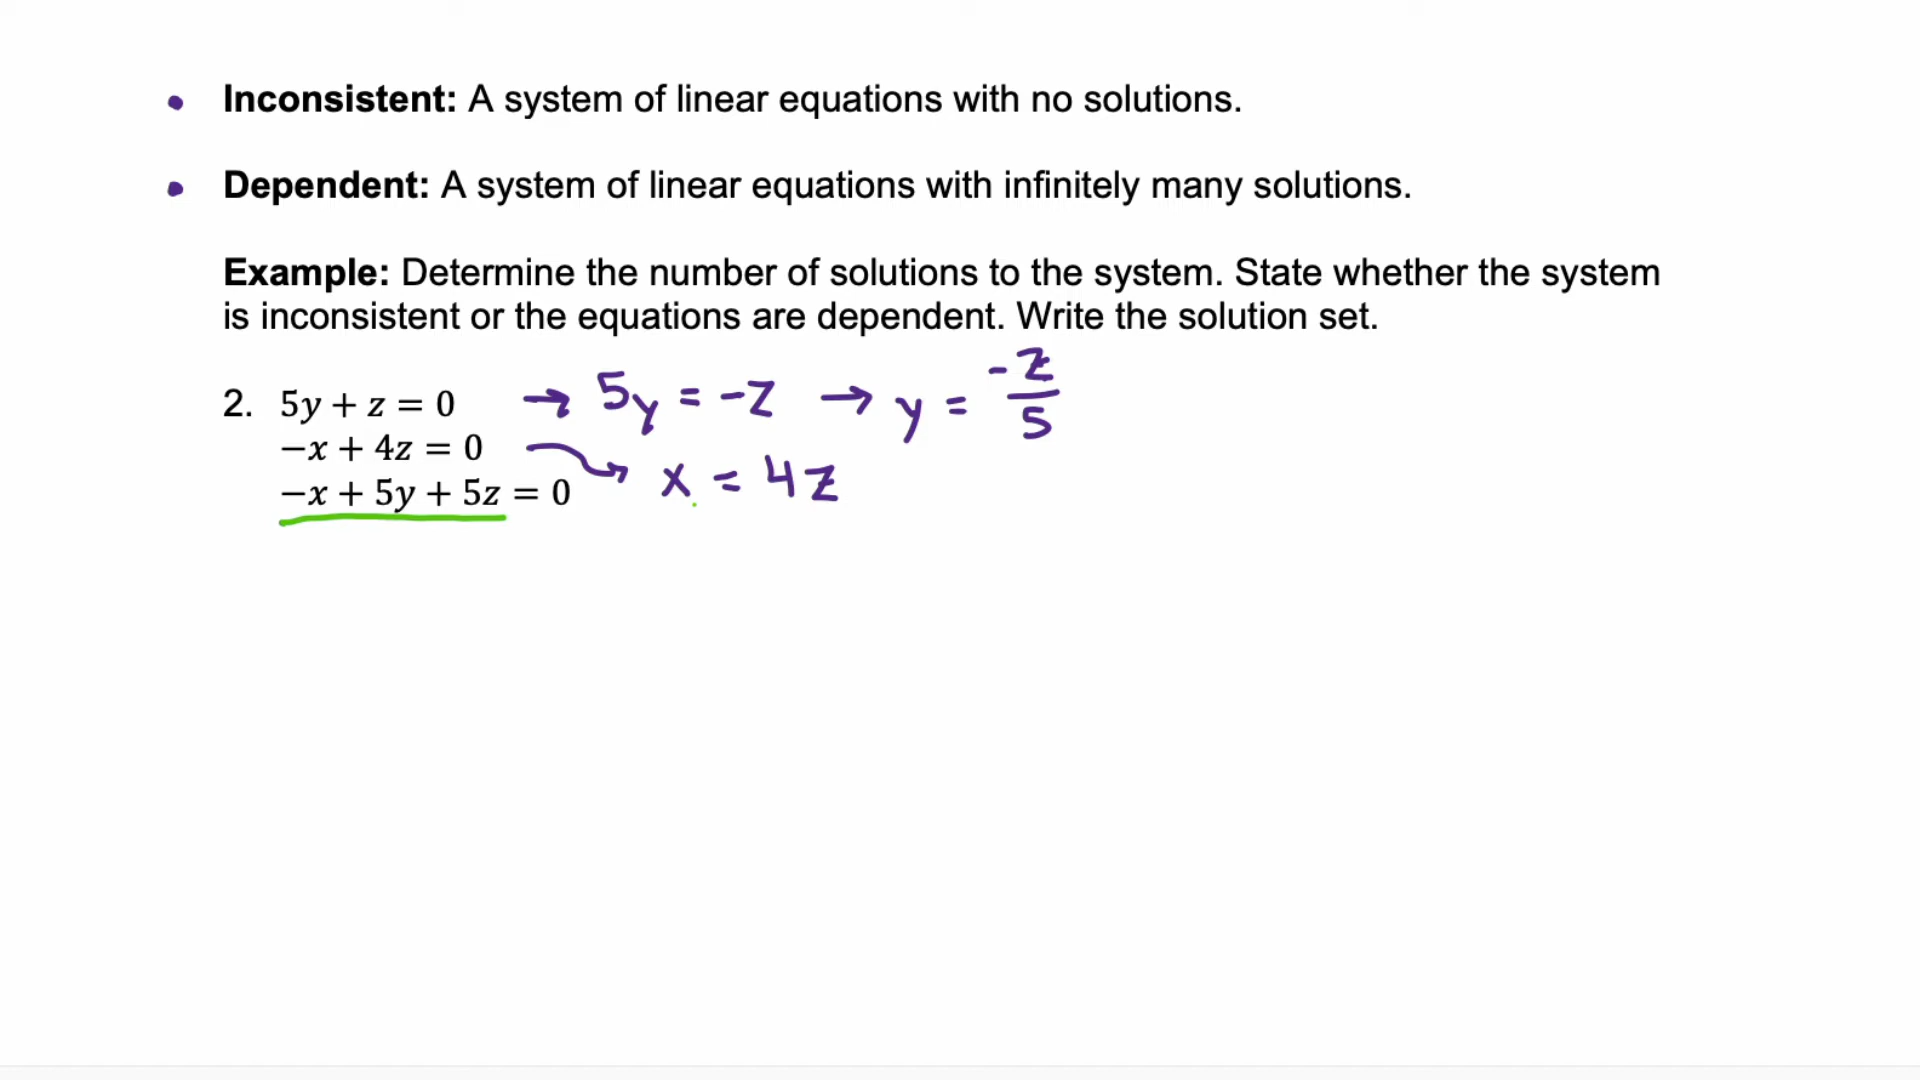 • Inconsistent: A system of linear equations with no solutions.
• Dependent: A system of linear equations with infinitely many solutions.
Example: Determine the number of solutions to the system. State whether the system
is inconsistent or the equations are dependent. Write the solution set.
2. 5y + z = 0 → 5y = -z → y = -z/5
−x + 4z = 0 → x = 4z
−x + 5y + 5z = 0